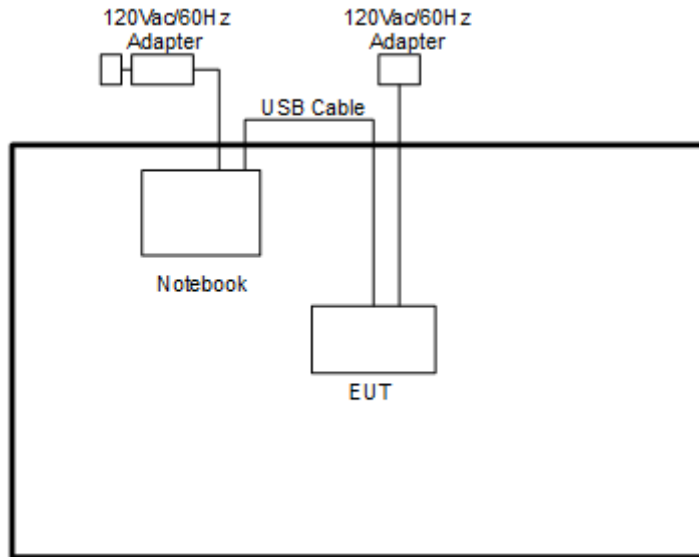 120Vac/60Hz
Adapter
120Vac/60Hz
Adapter
USB Cable
Notebook
EUT